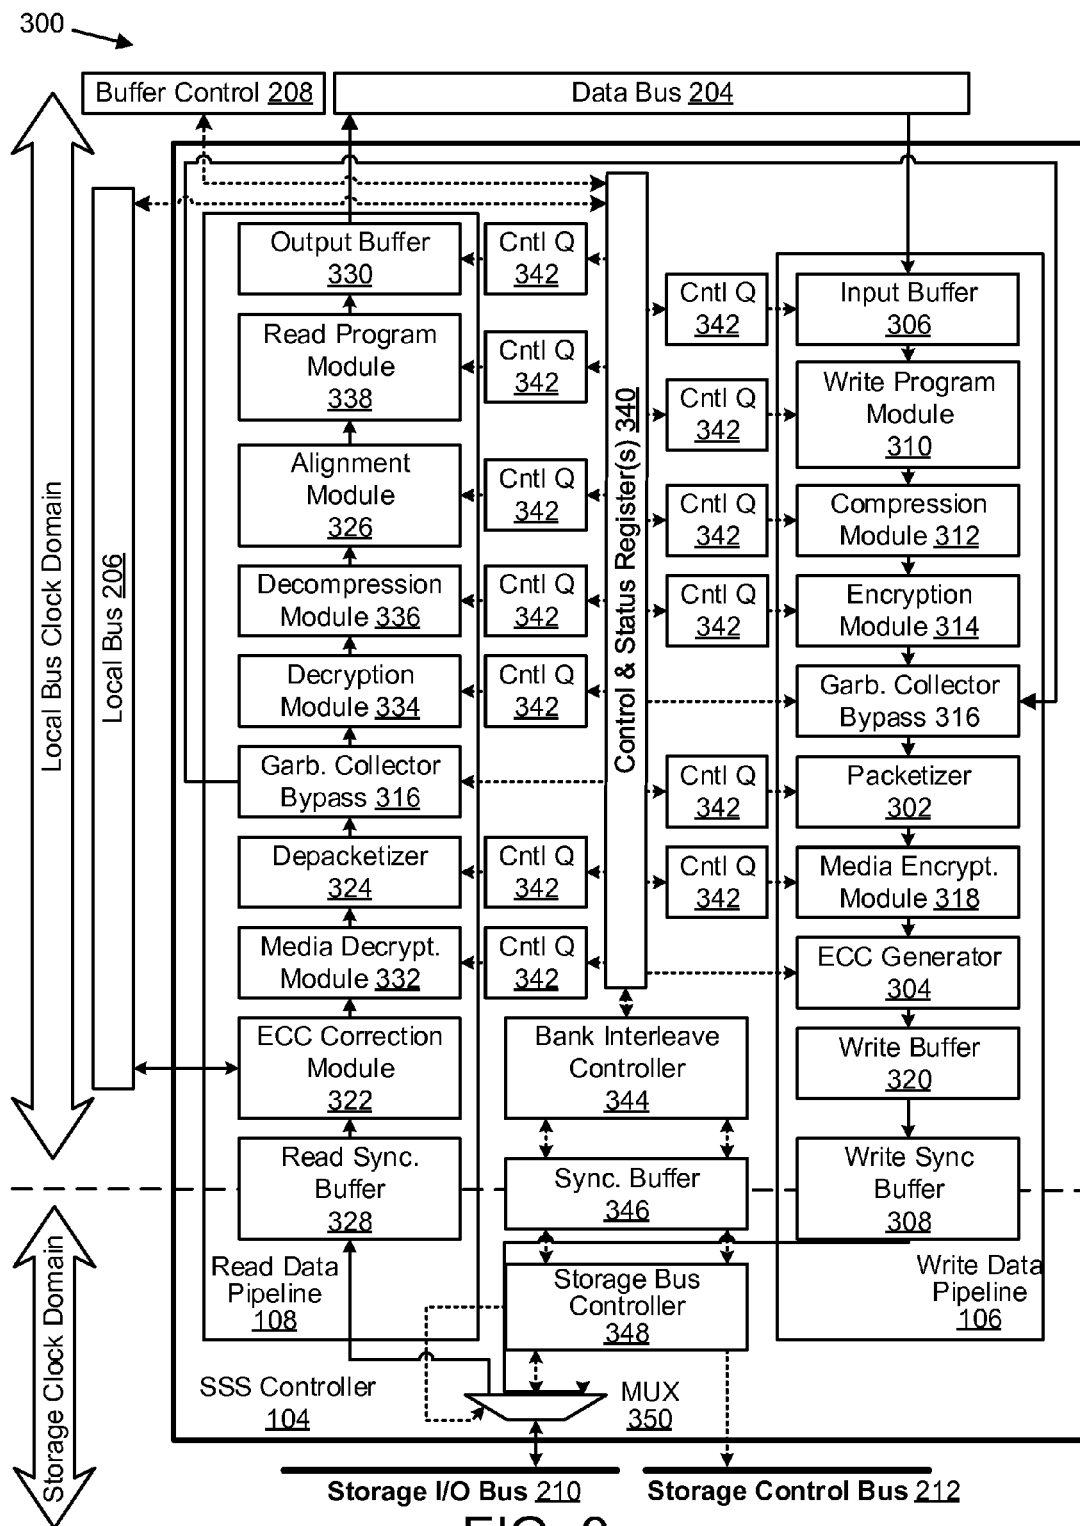 300
Buffer Control 208
Data Bus 204
Local Bus Clock Domain
Local Bus 206
Output Buffer
330
Read Program
Module
338
Alignment
Module
326
Decompression
Module 336
Decryption
Module 334
Garb. Collector
Bypass 316
Depacketizer
324
Media Decrypt.
Module 332
ECC Correction
Module
322
Read Sync.
Buffer
328
Read Data
Pipeline
108
Cntl Q
342
Cntl Q
342
Cntl Q
342
Cntl Q
342
Cntl Q
342
Cntl Q
342
Cntl Q
342
Control & Status Register(s) 340
Cntl Q
342
Cntl Q
342
Cntl Q
342
Cntl Q
342
Cntl Q
342
Cntl Q
342
Input Buffer
306
Write Program
Module
310
Compression
Module 312
Encryption
Module 314
Garb. Collector
Bypass 316
Packetizer
302
Media Encrypt.
Module 318
ECC Generator
304
Write Buffer
320
Write Sync
Buffer
308
Write Data
Pipeline
106
Bank Interleave
Controller
344
Sync. Buffer
346
Storage Bus
Controller
348
Storage Clock Domain
SSS Controller
104
MUX
350
Storage I/O Bus 210
Storage Control Bus 212